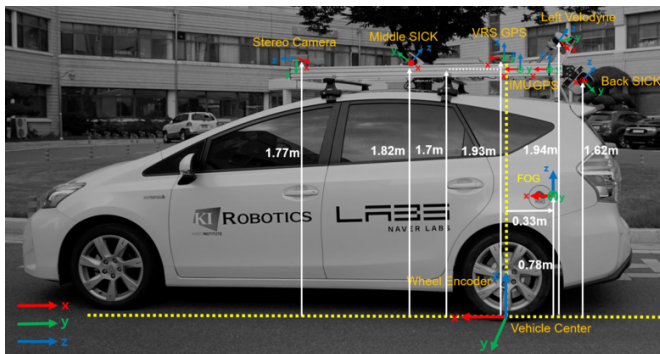 Left Velodyne
VRS GPS
Middle SICK
Stereo Camera
z
x
y
IMU
GPS
Back SICK
1.77m
1.82m
1.7m
1.93m
1.94m
1.62m
z
FOG
x
y
0.33m
KI
ROBOTICS
LABS
NAVER LABS
0.78m
Wheel Encoder
z
x
x
y
z
Vehicle Center
y